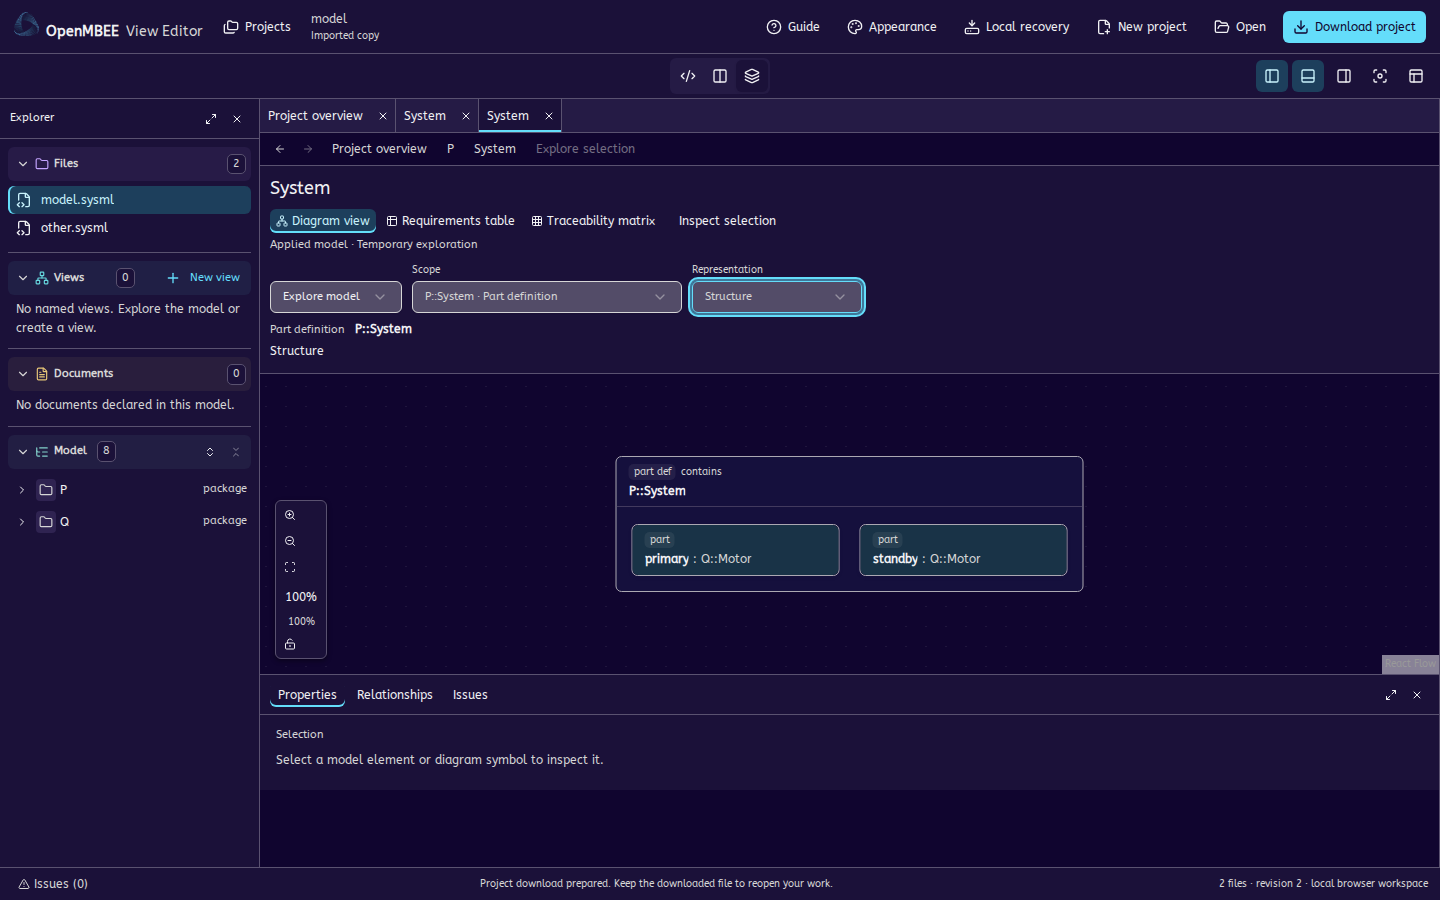 OpenMBEE View Editor
Projects
model
Imported copy
Guide
Appearance
Local recovery
New project
Open
Download project
Explorer
Files
2
model.sysml
other.sysml
Views
0
New view
No named views. Explore the model or
create a view.
Documents
0
No documents declared in this model.
Model
8
P
package
Q
package
Project overview
System
System
Project overview
P
System
Explore selection
System
Diagram view
Requirements table
Traceability matrix
Inspect selection
Applied model · Temporary exploration
Scope
Representation
Explore model
P::System · Part definition
Structure
Part definition P::System
Structure
part def contains
P::System
part
primary : Q::Motor
part
standby : Q::Motor
100%
100%
React Flow
Properties
Relationships
Issues
Selection
Select a model element or diagram symbol to inspect it.
Issues (0)
Project download prepared. Keep the downloaded file to reopen your work.
2 files · revision 2 · local browser workspace